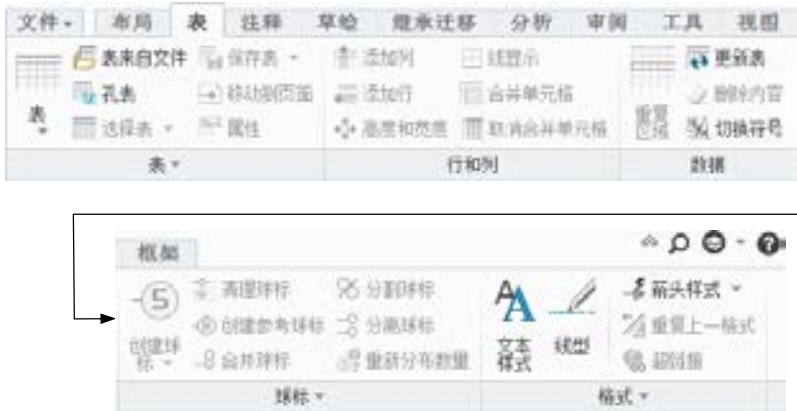 文件 布局 表 注释 草绘 继承迁移 分析 审阅 工具 视图
表来自文件 保存表 添加列 线显示 更新表
孔表 移动到页面 添加行 合并单元格 删除内容
表 选择表 属性 高度和宽度 取消合并单元格 重复区域 切换符号
表 行和列 数据
框架
清理球标 分割球标 箭头样式
创建参考球标 分离球标 重复上一格式
创建球标 合并球标 重新分布数量 文本样式 线型 超链接
球标 格式